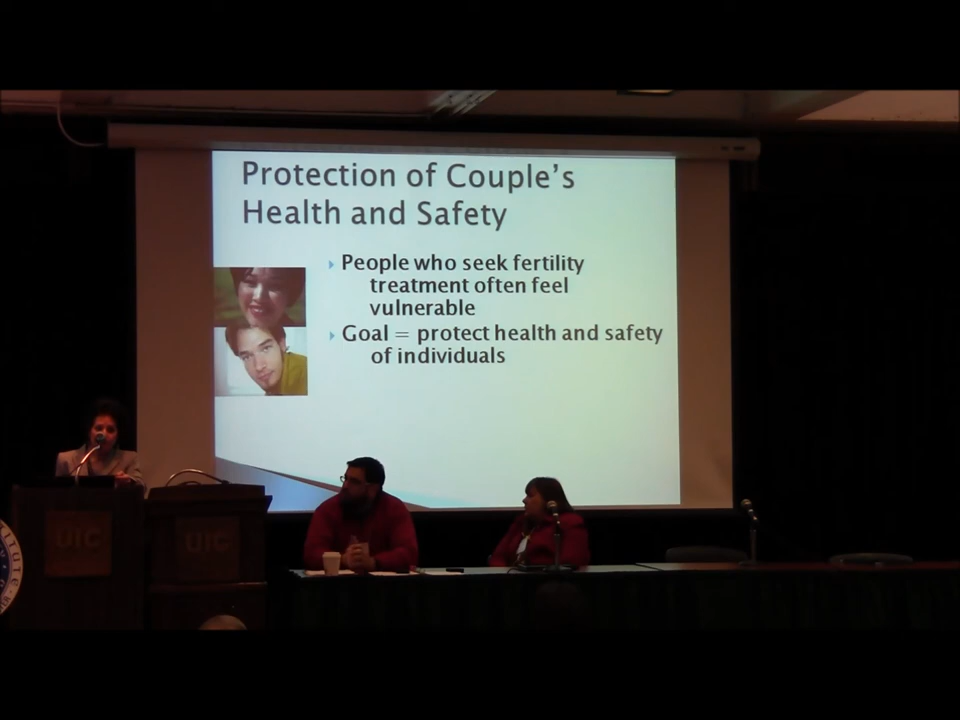 Protection of Couple's
Health and Safety
People who seek fertility
treatment often feel
vulnerable
Goal = protect health and safety
of individuals
UIC
UIC